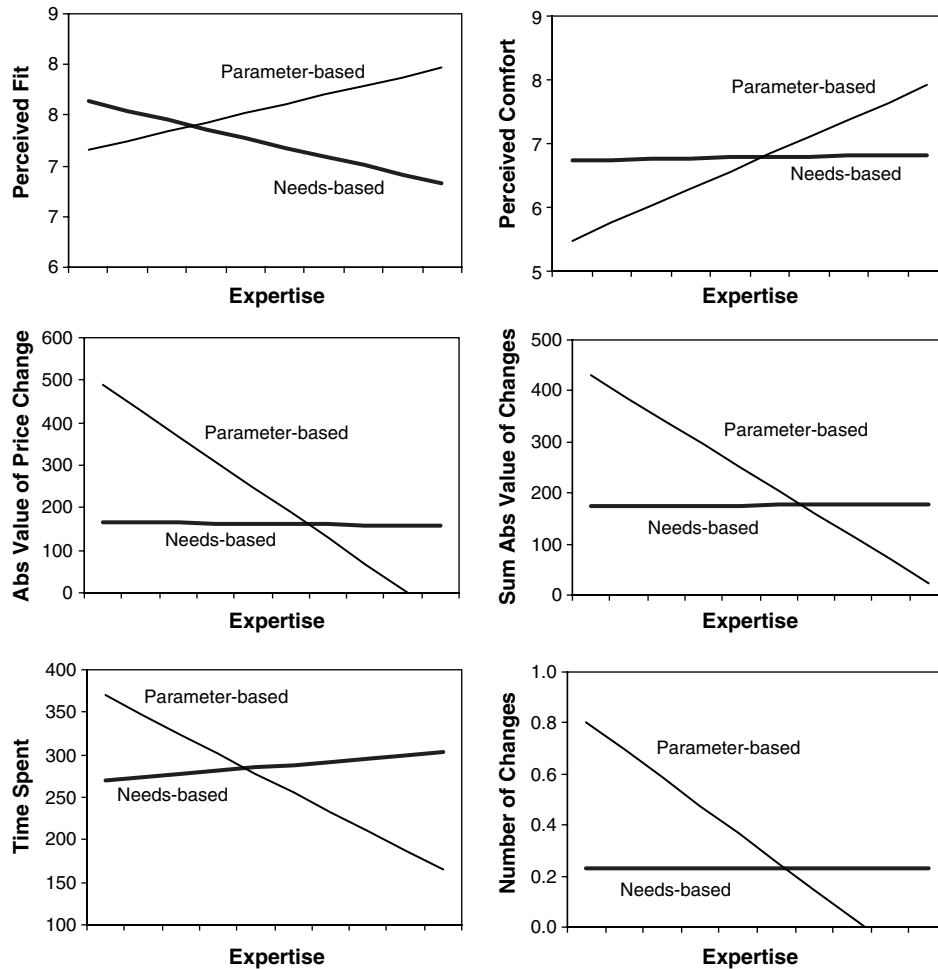 Perceived Fit
9
8
8
7
7
6
Parameter-based
Needs-based
Expertise
Perceived Comfort
9
8
7
6
5
Parameter-based
Needs-based
Expertise
Abs Value of Price Change
600
500
400
300
200
100
0
Parameter-based
Needs-based
Expertise
Sum Abs Value of Changes
500
400
300
200
100
0
Parameter-based
Needs-based
Expertise
Time Spent
400
350
300
250
200
150
100
Parameter-based
Needs-based
Expertise
Number of Changes
1.0
0.8
0.6
0.4
0.2
0.0
Parameter-based
Needs-based
Expertise